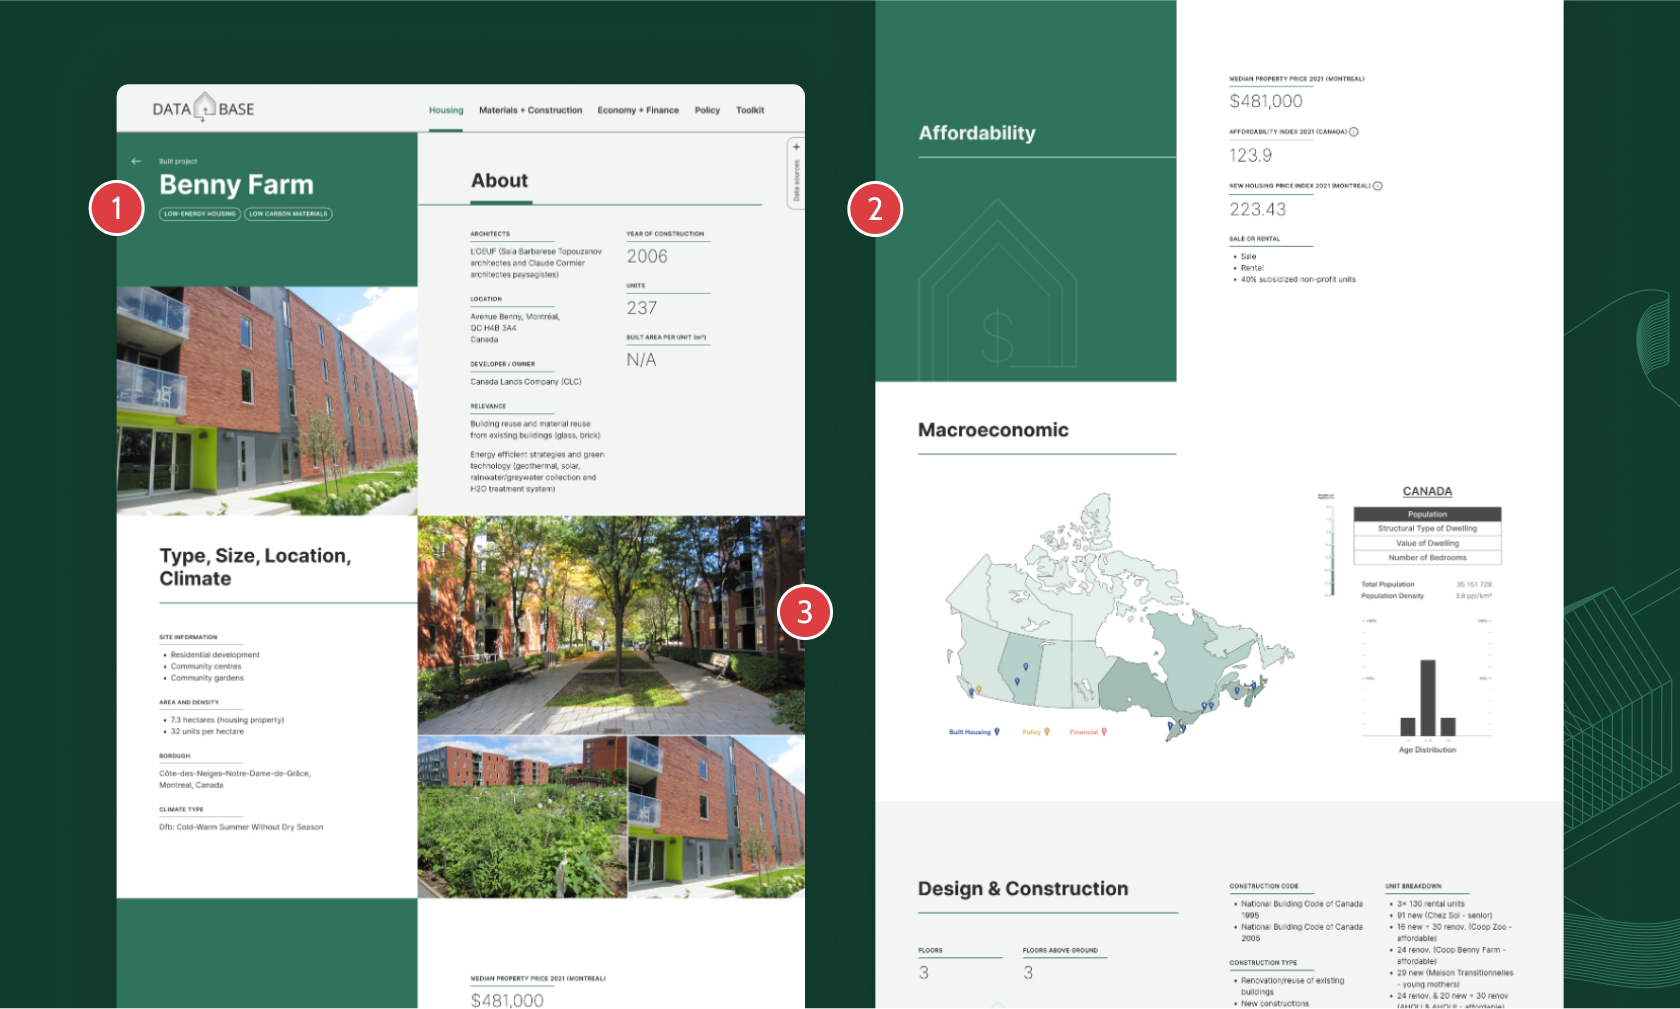 DATA BASE
Housing
Materials + Construction
Economy + Finance
Policy
Toolkit
+
Data sources
←
Built project
Benny Farm
LOW-ENERGY HOUSING
LOW CARBON MATERIALS
1
About
ARCHITECTS
L'OEUF (Saia Barbarese Topouzanov
architectes and Claude Cormier
architectes paysagistes)
LOCATION
Avenue Benny, Montréal,
QC H4B 3A4
Canada
DEVELOPER / OWNER
Canada Lands Company (CLC)
RELEVANCE
Building reuse and material reuse
from existing buildings (glass, brick)
Energy efficient strategies and green
technology (geothermal, solar,
rainwater/greywater collection and
H2O treatment system)
YEAR OF CONSTRUCTION
2006
UNITS
237
BUILT AREA PER UNIT (m²)
N/A
Type, Size, Location,
Climate
SITE INFORMATION
• Residential development
• Community centres
• Community gardens
AREA AND DENSITY
• 7.3 hectares (housing property)
• 32 units per hectare
BOROUGH
Côte-des-Neiges-Notre-Dame-de-Grâce,
Montreal, Canada
CLIMATE TYPE
Dfb: Cold-Warm Summer Without Dry Season
3
MEDIAN PROPERTY PRICE 2021 (MONTREAL)
$481,000
2
Affordability
$
MEDIAN PROPERTY PRICE 2021 (MONTREAL)
$481,000
AFFORDABILITY INDEX 2021 (CANADA)
123.9
NEW HOUSING PRICE INDEX 2021 (MONTREAL)
223.43
SALE OR RENTAL
• Sale
• Rental
• 40% subsidized non-profit units
Macroeconomic
Built Housing
Policy
Financial
CANADA
Population
Structural Type of Dwelling
Value of Dwelling
Number of Bedrooms
Total Population 35 151 728
Population Density 3.8 ppl/km²
Age Distribution
Design & Construction
FLOORS
3
FLOORS ABOVE GROUND
3
CONSTRUCTION CODE
• National Building Code of Canada
1995
• National Building Code of Canada
2005
CONSTRUCTION TYPE
• Renovation/reuse of existing
buildings
• New constructions
UNIT BREAKDOWN
• 3x 130 rental units
• 91 new (Chez Soi - senior)
• 16 new + 30 renov. (Coop Zoo -
affordable)
• 24 renov. (Coop Benny Farm -
affordable)
• 29 new (Maison Transitionnelles
- young mothers)
• 24 renov. & 20 new + 30 renov